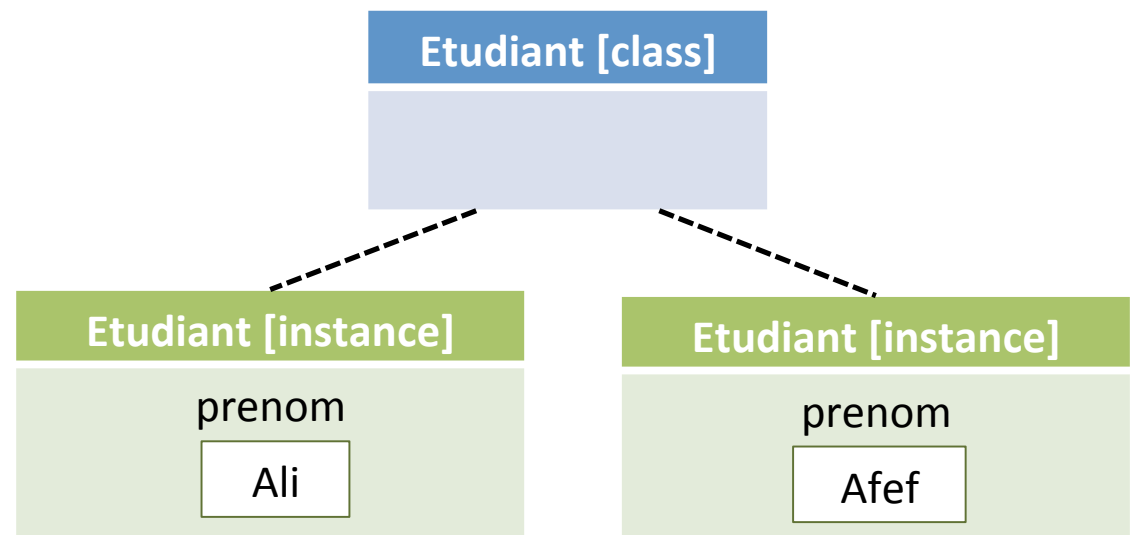 Etudiant [class]
Etudiant [instance]
prenom
Ali
Etudiant [instance]
prenom
Afef